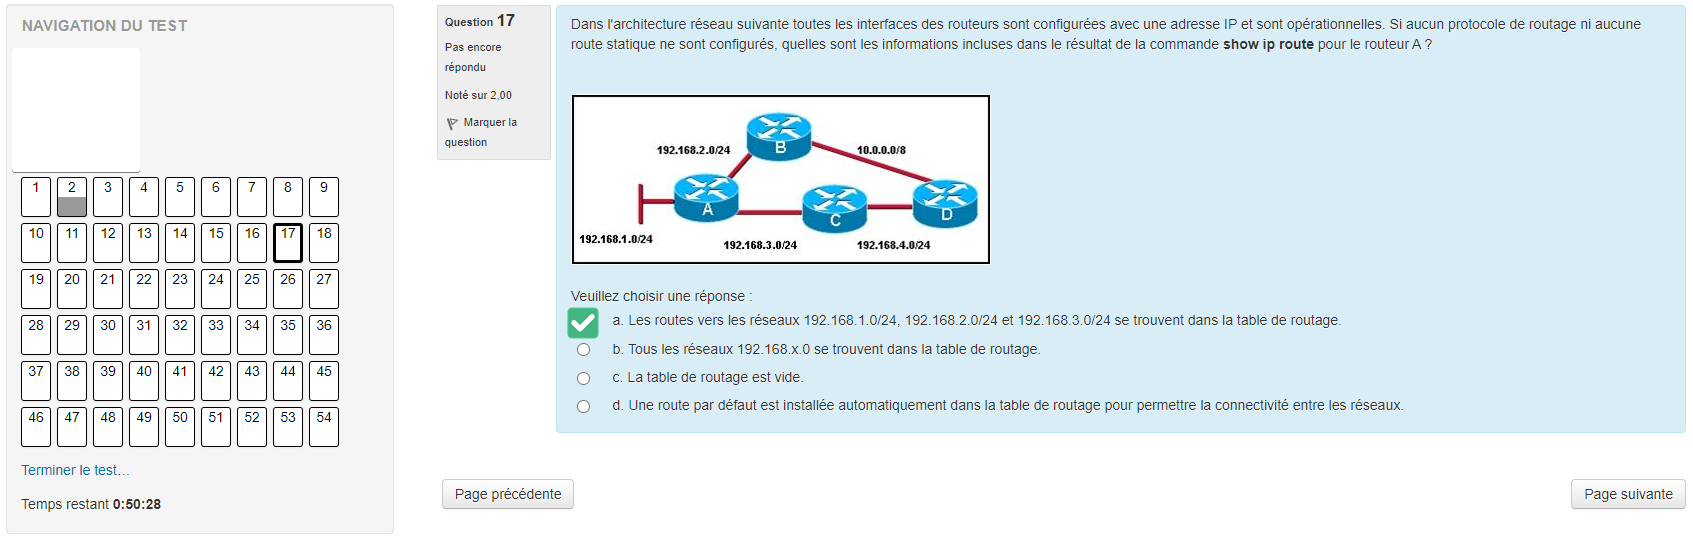 NAVIGATION DU TEST
1 2 3 4 5 6 7 8 9
10 11 12 13 14 15 16 17 18
19 20 21 22 23 24 25 26 27
28 29 30 31 32 33 34 35 36
37 38 39 40 41 42 43 44 45
46 47 48 49 50 51 52 53 54
Terminer le test…
Temps restant 0:50:28
Question 17
Pas encore
répondu
Noté sur 2,00
Marquer la
question
Dans l'architecture réseau suivante toutes les interfaces des routeurs sont configurées avec une adresse IP et sont opérationnelles. Si aucun protocole de routage ni aucune
route statique ne sont configurés, quelles sont les informations incluses dans le résultat de la commande show ip route pour le routeur A ?
192.168.2.0/24
B
10.0.0.0/8
A
C
D
192.168.1.0/24
192.168.3.0/24
192.168.4.0/24
Veuillez choisir une réponse :
a. Les routes vers les réseaux 192.168.1.0/24, 192.168.2.0/24 et 192.168.3.0/24 se trouvent dans la table de routage.
b. Tous les réseaux 192.168.x.0 se trouvent dans la table de routage.
c. La table de routage est vide.
d. Une route par défaut est installée automatiquement dans la table de routage pour permettre la connectivité entre les réseaux.
Page précédente
Page suivante